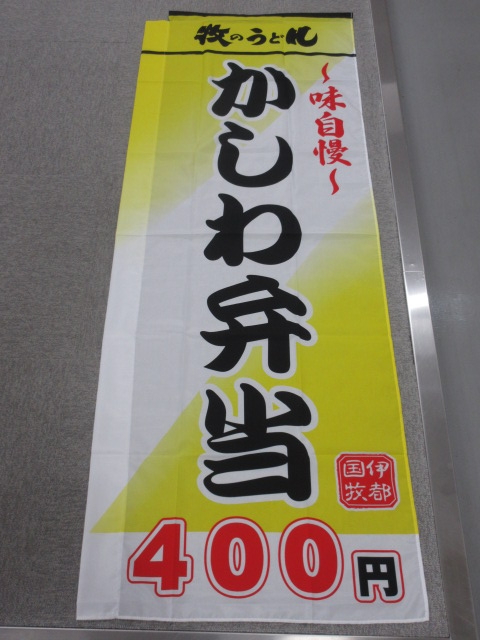 牧のうどん
～味自慢～
かしわ弁当
伊都
国牧
400円